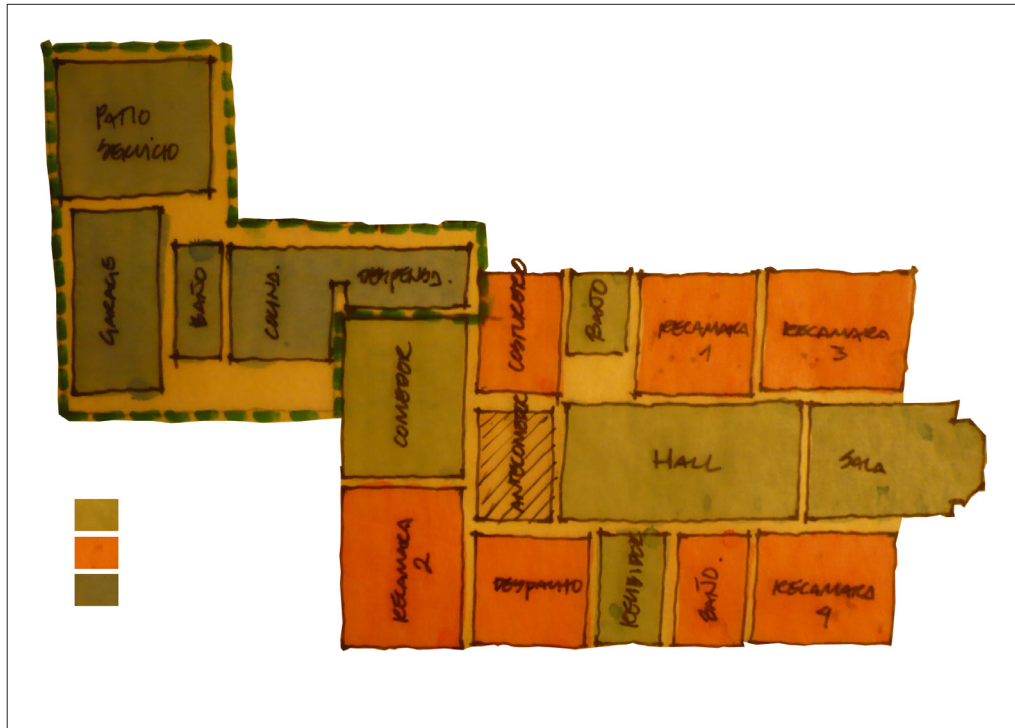 PATIO
SERVICIO
GARAGE
BAÑO
COCINA.
DESPENSA.
COMEDOR
COSTURERO
BAÑO
RECAMARA
1
RECAMARA
3
ANTECOMEDOR
HALL
SALA
RECAMARA
2
DESPACHO
RECIBIDOR
BAÑO.
RECAMARA
4